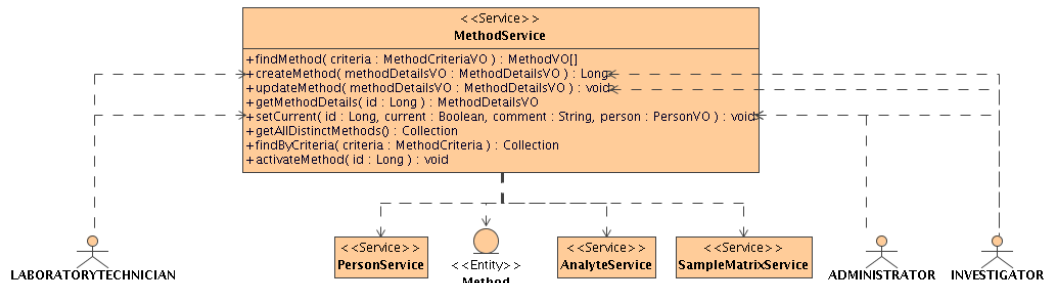 <<Service>>
MethodService
+findMethod( criteria : MethodCriteriaVO ) : MethodVO[]
+createMethod( methodDetailsVO : MethodDetailsVO ) : Long
+updateMethod( methodDetailsVO : MethodDetailsVO ) : void
+getMethodDetails( id : Long ) : MethodDetailsVO
+setCurrent( id : Long, current : Boolean, comment : String, person : PersonVO ) : void
+getAllDistinctMethods() : Collection
+findByCriteria( criteria : MethodCriteria ) : Collection
+activateMethod( id : Long ) : void
LABORATORYTECHNICIAN
<<Service>>
PersonService
<<Entity>>
Method
<<Service>>
AnalyteService
<<Service>>
SampleMatrixService
ADMINISTRATOR
INVESTIGATOR